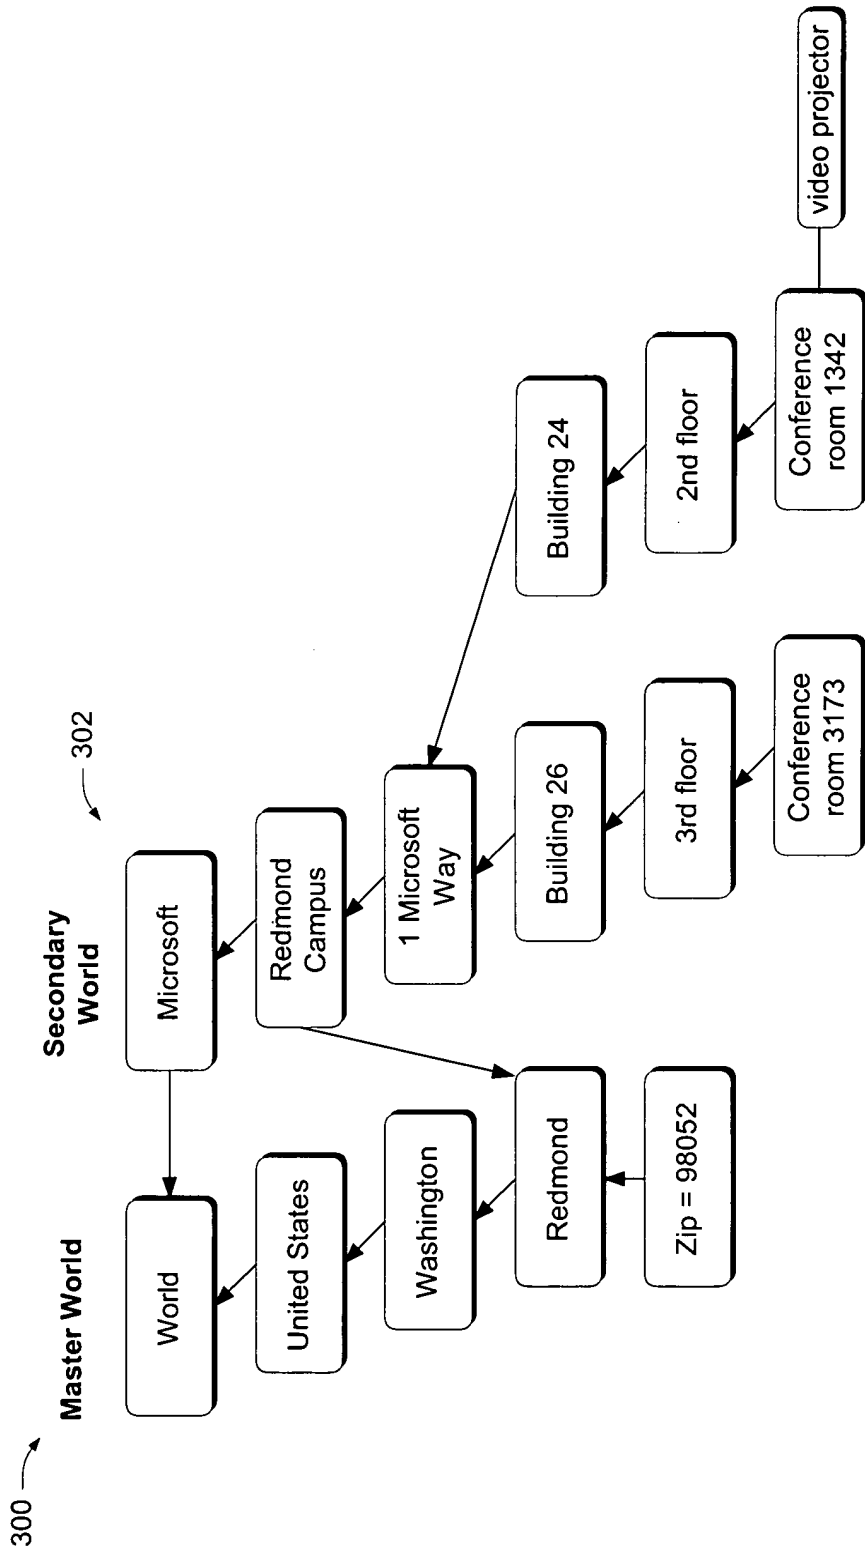 300
Master World
Secondary
World
302
World
Microsoft
United States
Redmond
Campus
Washington
1 Microsoft
Way
Redmond
Building 26
Building 24
Zip = 98052
3rd floor
2nd floor
Conference
room 3173
Conference
room 1342
video projector